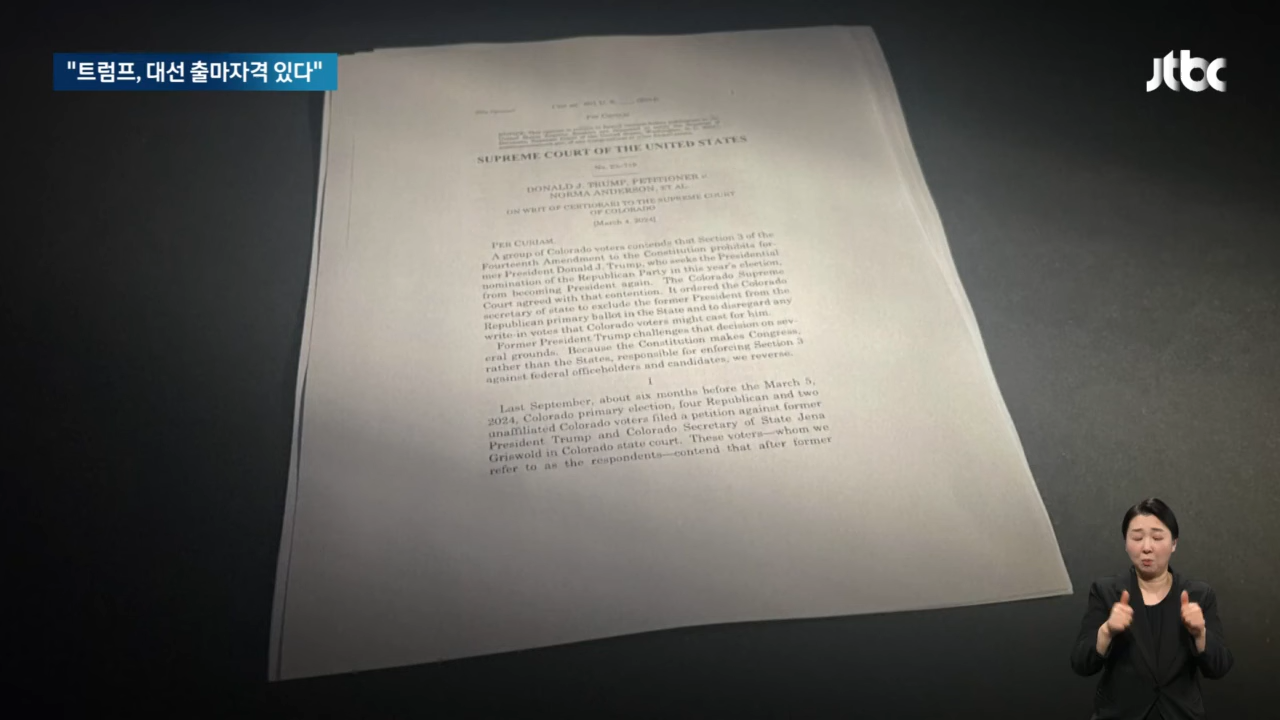 "트럼프, 대선 출마자격 있다"
jtbc
Per Curiam
SUPREME COURT OF THE UNITED STATES
No. 23–719
DONALD J. TRUMP, PETITIONER v.
NORMA ANDERSON, ET AL.
ON WRIT OF CERTIORARI TO THE SUPREME COURT
OF COLORADO
[March 4, 2024]
PER CURIAM.
A group of Colorado voters contends that Section 3 of the
Fourteenth Amendment to the Constitution prohibits for-
mer President Donald J. Trump, who seeks the Presidential
nomination of the Republican Party in this year's election,
from becoming President again. The Colorado Supreme
Court agreed with that contention. It ordered the Colorado
secretary of state to exclude the former President from the
Republican primary ballot in the State and to disregard any
write-in votes that Colorado voters might cast for him.
Former President Trump challenges that decision on sev-
eral grounds. Because the Constitution makes Congress,
rather than the States, responsible for enforcing Section 3
against federal officeholders and candidates, we reverse.
I
Last September, about six months before the March 5,
2024, Colorado primary election, four Republican and two
unaffiliated Colorado voters filed a petition against former
President Trump and Colorado Secretary of State Jena
Griswold in Colorado state court. These voters—whom we
refer to as the respondents—contend that after former